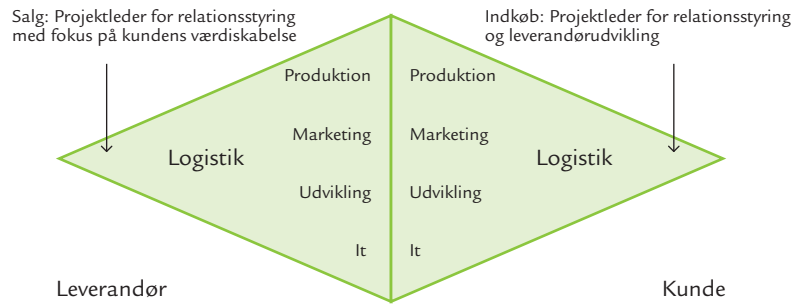 Salg: Projektleder for relationsstyring
med fokus på kundens værdiskabelse
Indkøb: Projektleder for relationsstyring
og leverandørudvikling
Produktion
Produktion
Marketing
Marketing
Logistik
Logistik
Udvikling
Udvikling
It
It
Leverandør
Kunde